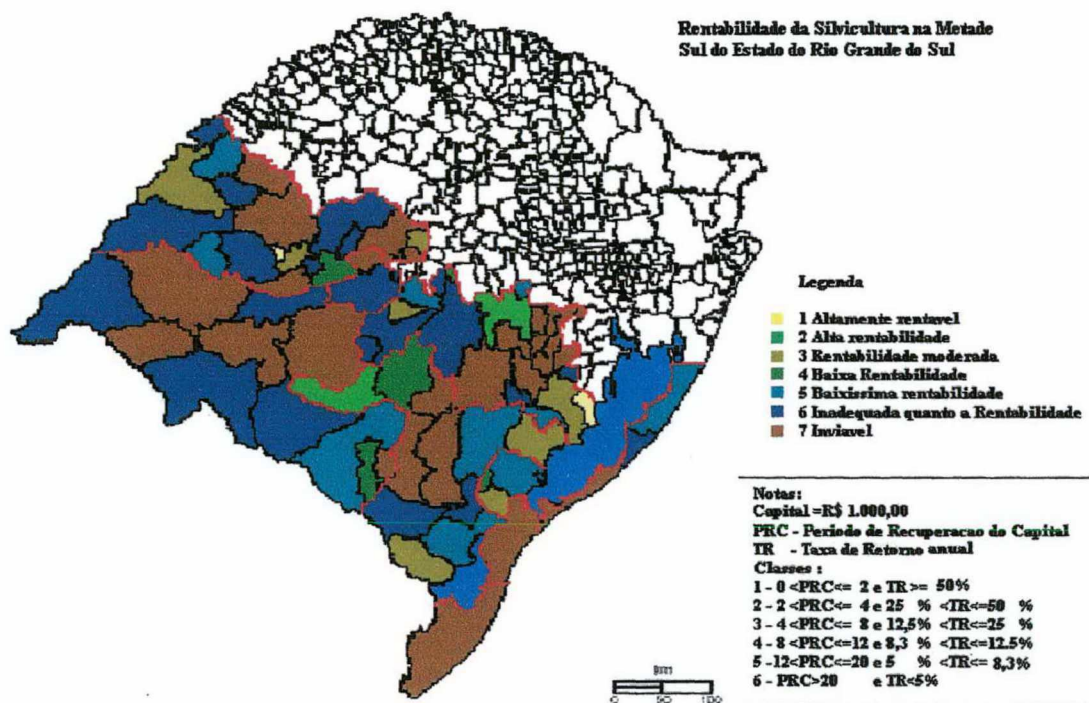 Rentabilidade da Silvicultura na Metade
Sul do Estado do Rio Grande do Sul
Legenda
1 Altamente rentavel
2 Alta rentabilidade
3 Rentabilidade moderada
4 Baixa Rentabilidade
5 Baixissima rentabilidade
6 Inadequada quanto a Rentabilidade
7 Inviavel
Notas:
Capital =R$ 1.000,00
PRC - Periodo de Recuperacao do Capital
TR - Taxa de Retorno anual
Classes :
1 - 0 <PRC<= 2 e TR >= 50%
2 - 2 <PRC<= 4 e 25 % <TR<=50 %
3 - 4 <PRC<= 8 e 12,5% <TR<=25 %
4 - 8 <PRC<=12 e 8,3 % <TR<=12.5%
5 -12<PRC<=20 e 5 % <TR<= 8,3%
6 - PRC>20 e TR<5%
0 50 100